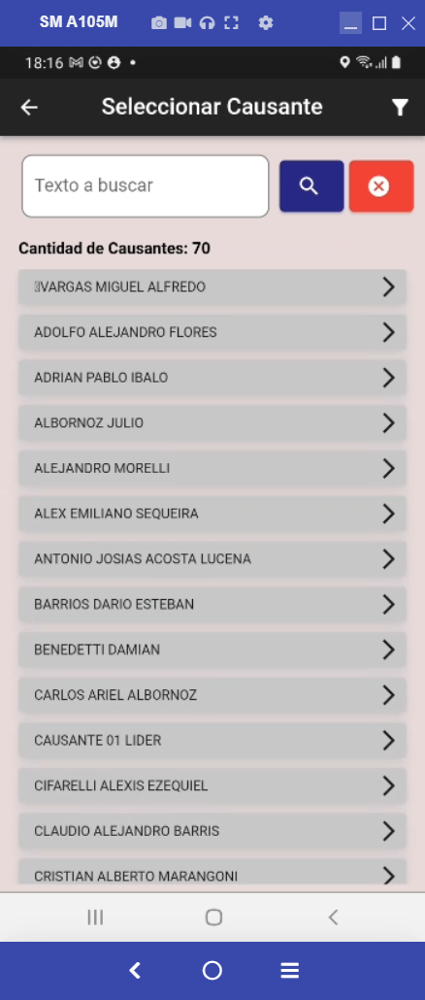 SM A105M
18:16
Seleccionar Causante
Texto a buscar
Cantidad de Causantes: 70
VARGAS MIGUEL ALFREDO
ADOLFO ALEJANDRO FLORES
ADRIAN PABLO IBALO
ALBORNOZ JULIO
ALEJANDRO MORELLI
ALEX EMILIANO SEQUEIRA
ANTONIO JOSIAS ACOSTA LUCENA
BARRIOS DARIO ESTEBAN
BENEDETTI DAMIAN
CARLOS ARIEL ALBORNOZ
CAUSANTE 01 LIDER
CIFARELLI ALEXIS EZEQUIEL
CLAUDIO ALEJANDRO BARRIS
CRISTIAN ALBERTO MARANGONI